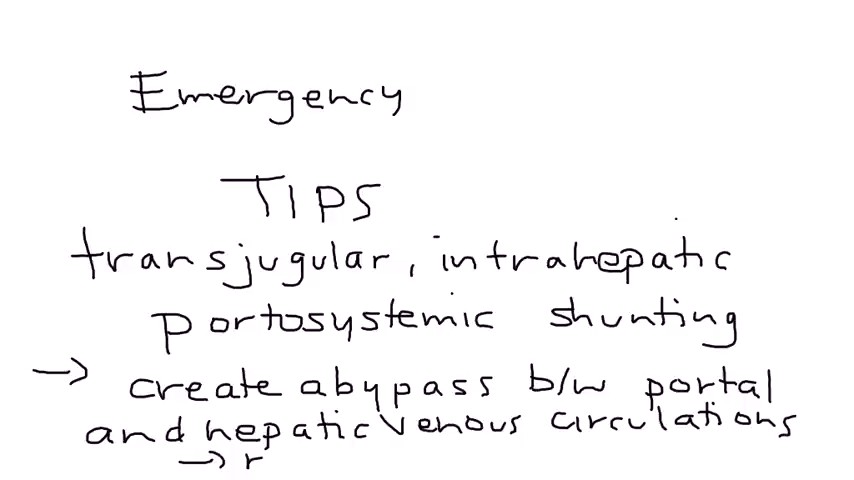 Emergency
TIPS
transjugular, intrahepatic
portosystemic shunting
→ create a bypass b/w portal
and hepatic venous circulations
→ r